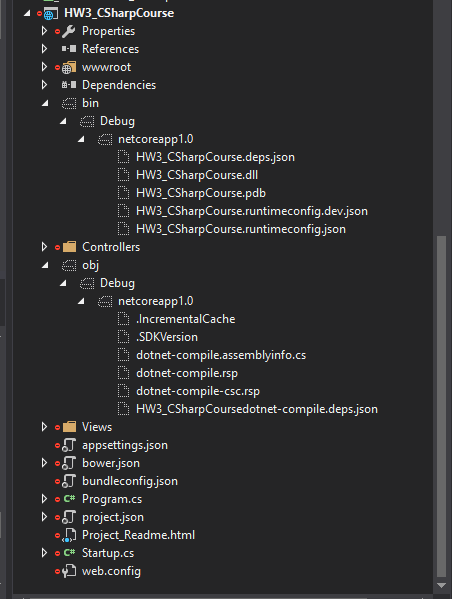 HW3_CSharpCourse
Properties
References
wwwroot
Dependencies
bin
Debug
netcoreapp1.0
HW3_CSharpCourse.deps.json
HW3_CSharpCourse.dll
HW3_CSharpCourse.pdb
HW3_CSharpCourse.runtimeconfig.dev.json
HW3_CSharpCourse.runtimeconfig.json
Controllers
obj
Debug
netcoreapp1.0
.IncrementalCache
.SDKVersion
dotnet-compile.assemblyinfo.cs
dotnet-compile.rsp
dotnet-compile-csc.rsp
HW3_CSharpCoursedotnet-compile.deps.json
Views
appsettings.json
bower.json
bundleconfig.json
C# Program.cs
project.json
Project_Readme.html
C# Startup.cs
web.config